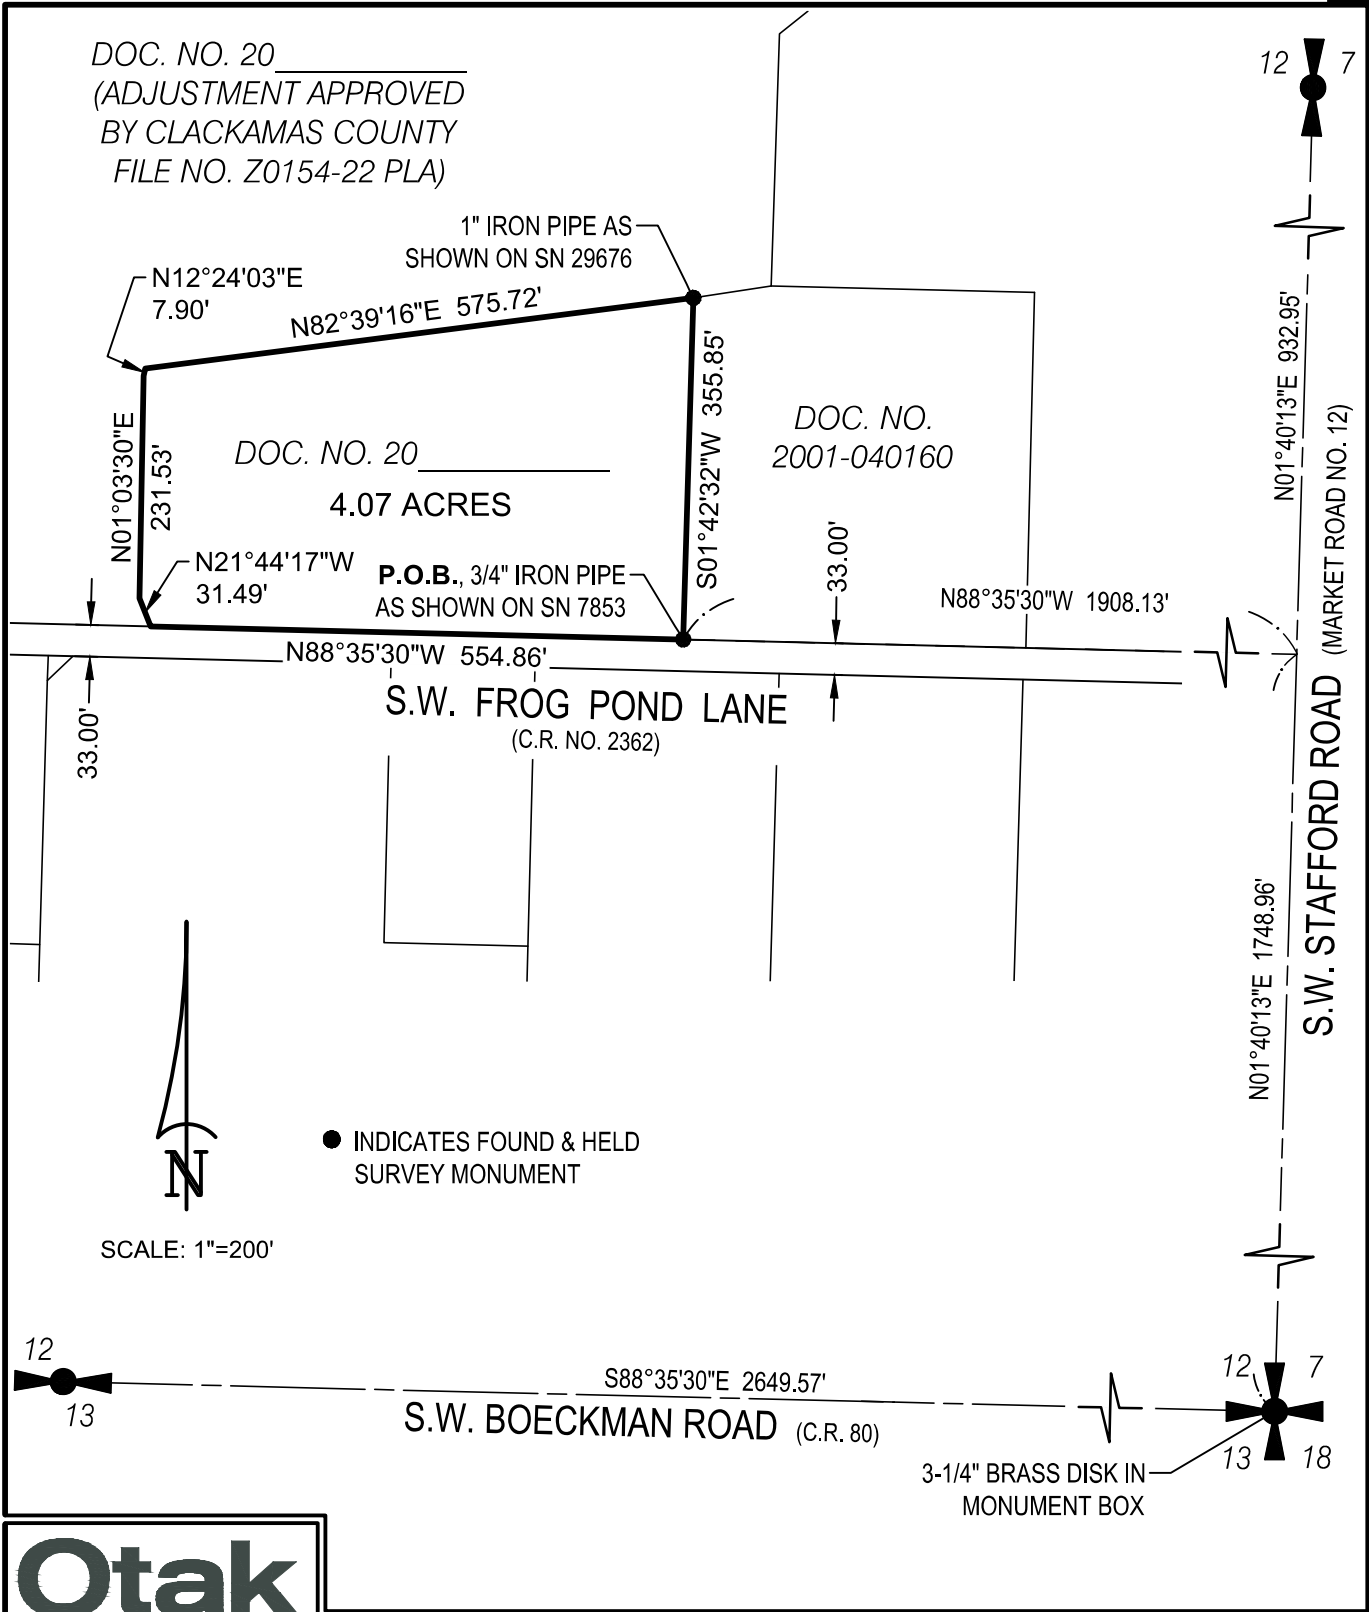 DOC. NO. 20__________
(ADJUSTMENT APPROVED
BY CLACKAMAS COUNTY
FILE NO. Z0154-22 PLA)
12 7
1" IRON PIPE AS
SHOWN ON SN 29676
N12°24'03"E
7.90'
N82°39'16"E 575.72'
N01°40'13"E 932.95'
S01°42'32"W 355.85'
DOC. NO.
2001-040160
N01°03'30"E
231.53'
DOC. NO. 20__________
4.07 ACRES
N21°44'17"W
31.49'
P.O.B., 3/4" IRON PIPE
AS SHOWN ON SN 7853
33.00'
N88°35'30"W 1908.13'
N88°35'30"W 554.86'
S.W. FROG POND LANE
(C.R. NO. 2362)
33.00'
S.W. STAFFORD ROAD (MARKET ROAD NO. 12)
N01°40'13"E 1748.96'
N
INDICATES FOUND & HELD
SURVEY MONUMENT
SCALE: 1"=200'
12
13
S88°35'30"E 2649.57'
S.W. BOECKMAN ROAD (C.R. 80)
12 7
13 18
3-1/4" BRASS DISK IN
MONUMENT BOX
Otak